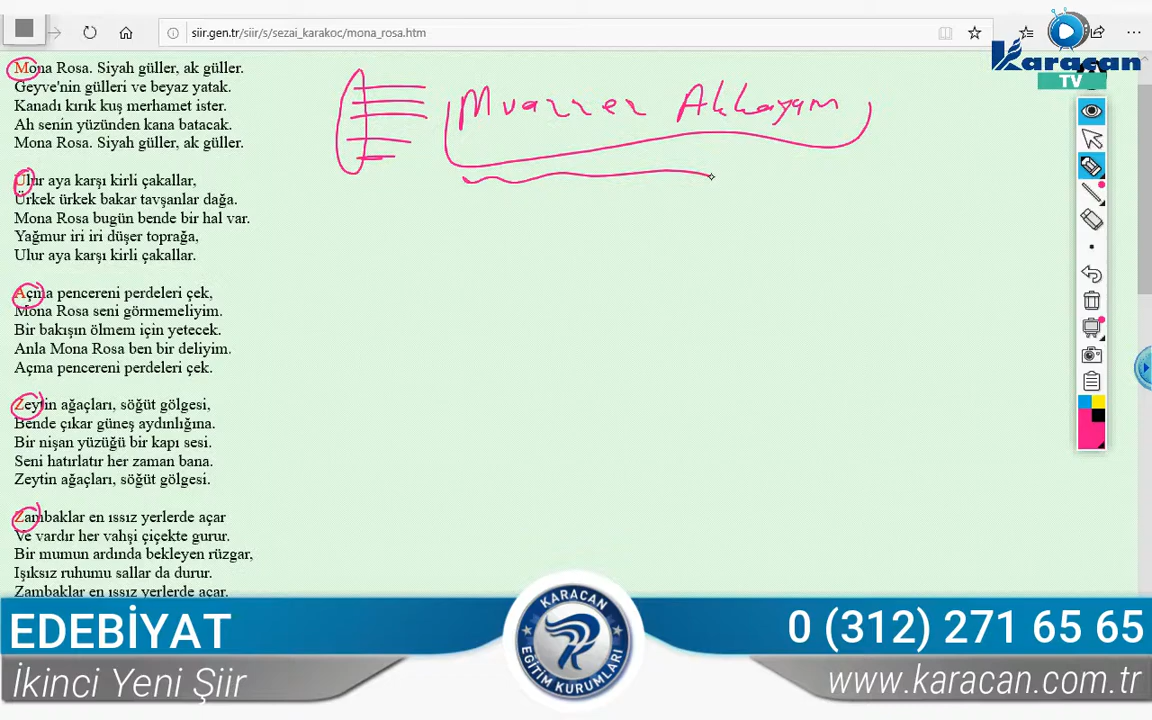 siir.gen.tr/siir/s/sezai_karakoc/mona_rosa.htm
Karacan
TV
Mona Rosa. Siyah güller, ak güller.
Geyve'nin gülleri ve beyaz yatak.
Kanadı kırık kuş merhamet ister.
Ah senin yüzünden kana batacak.
Mona Rosa. Siyah güller, ak güller.
Muazzez Akkayam
Ulur aya karşı kirli çakallar,
Ürkek ürkek bakar tavşanlar dağa.
Mona Rosa bugün bende bir hal var.
Yağmur iri iri düşer toprağa,
Ulur aya karşı kirli çakallar.
Açma pencereni perdeleri çek,
Mona Rosa seni görmemeliyim.
Bir bakışın ölmem için yetecek.
Anla Mona Rosa ben bir deliyim.
Açma pencereni perdeleri çek.
Zeytin ağaçları, söğüt gölgesi,
Bende çıkar güneş aydınlığına.
Bir nişan yüzüğü bir kapı sesi.
Seni hatırlatır her zaman bana.
Zeytin ağaçları, söğüt gölgesi.
Zambaklar en ıssız yerlerde açar
Ve vardır her vahşi çiçekte gurur.
Bir mumun ardında bekleyen rüzgar,
Işıksız ruhumu sallar da durur.
Zambaklar en ıssız yerlerde açar.
EDEBİYAT
KARACAN
EĞİTİM KURUMLARI
0 (312) 271 65 65
İkinci Yeni Şiir
www.karacan.com.tr